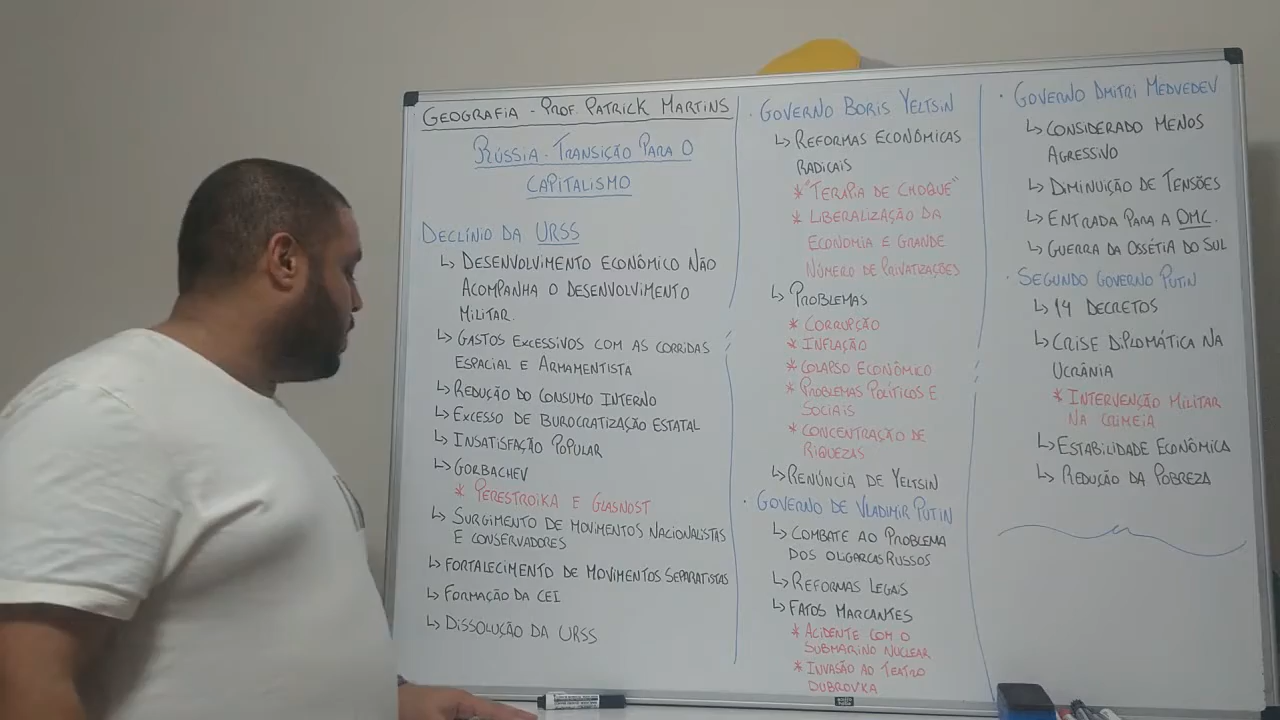 GEOGRAFIA - PROF. PATRICK MARTINS
RÚSSIA - TRANSIÇÃO PARA O
CAPITALISMO
DECLÍNIO DA URSS
↳ DESENVOLVIMENTO ECONÔMICO NÃO
ACOMPANHA O DESENVOLVIMENTO
MILITAR.
↳ GASTOS EXCESSIVOS COM AS CORRIDAS
ESPACIAL E ARMAMENTISTA
↳ REDUÇÃO DO CONSUMO INTERNO
↳ EXCESSO DE BUROCRATIZAÇÃO ESTATAL
↳ INSATISFAÇÃO POPULAR
↳ GORBACHEV
* PERESTROIKA E GLASNOST
↳ SURGIMENTO DE MOVIMENTOS NACIONALISTAS
E CONSERVADORES
↳ FORTALECIMENTO DE MOVIMENTOS SEPARATISTAS
↳ FORMAÇÃO DA CEI
↳ DISSOLUÇÃO DA URSS
· GOVERNO BORIS YELTSIN
↳ REFORMAS ECONÔMICAS
RADICAIS
* "TERAPIA DE CHOQUE"
* LIBERALIZAÇÃO DA
ECONOMIA E GRANDE
NÚMERO DE PRIVATIZAÇÕES
↳ PROBLEMAS
* CORRUPÇÃO
* INFLAÇÃO
* COLAPSO ECONÔMICO
* PROBLEMAS POLÍTICOS E
SOCIAIS
* CONCENTRAÇÃO DE
RIQUEZAS
↳ RENÚNCIA DE YELTSIN
· GOVERNO DE VLADIMIR PUTIN
↳ COMBATE AO PROBLEMA
DOS OLIGARCAS RUSSOS
↳ REFORMAS LEGAIS
↳ FATOS MARCANTES
* ACIDENTE COM O
SUBMARINO NUCLEAR
* INVASÃO AO TEATRO
DUBROVKA
· GOVERNO DMITRI MEDVEDEV
↳ CONSIDERADO MENOS
AGRESSIVO
↳ DIMINUIÇÃO DE TENSÕES
↳ ENTRADA PARA A OMC.
↳ GUERRA DA OSSÉTIA DO SUL
· SEGUNDO GOVERNO PUTIN
↳ 14 DECRETOS
↳ CRISE DIPLOMÁTICA NA
UCRÂNIA
* INTERVENÇÃO MILITAR
NA CRIMEIA
↳ ESTABILIDADE ECONÔMICA
↳ REDUÇÃO DA POBREZA